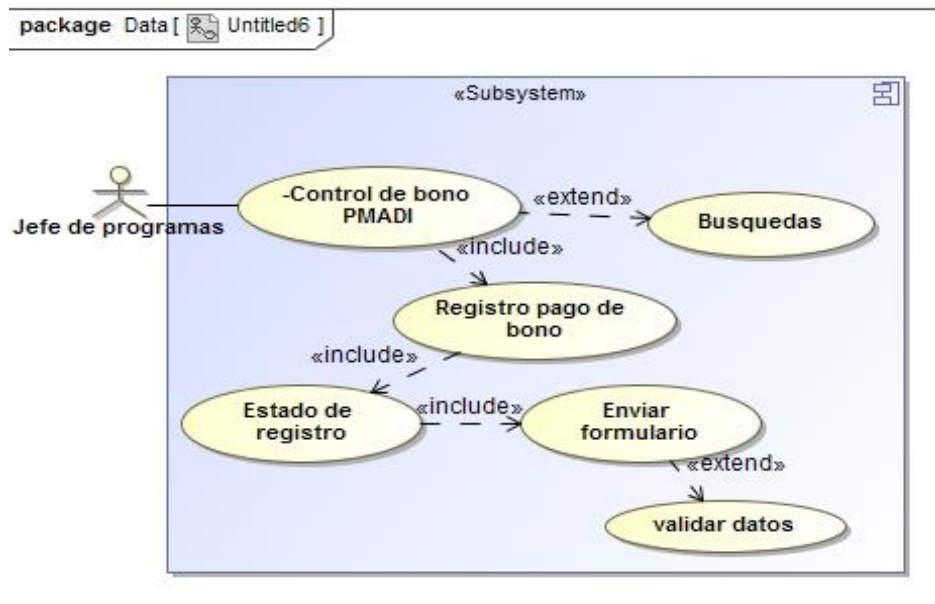 package Data [ Untitled6 ]
«Subsystem»
-Control de bono
PMADI
«extend»
Busquedas
Jefe de programas
«include»
Registro pago de
bono
«include»
Estado de
registro
«include»
Enviar
formulario
«extend»
validar datos